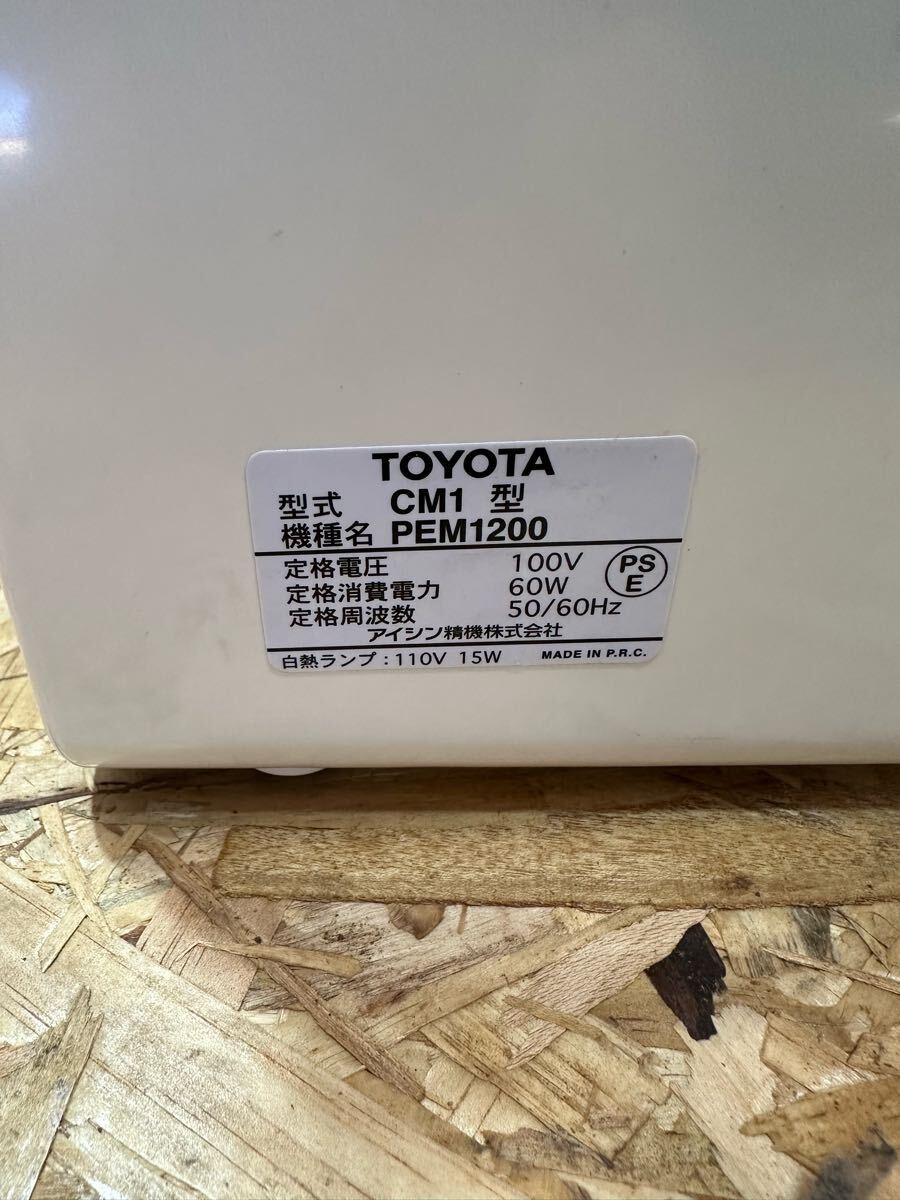 TOYOTA
型式 CM1 型
機種名 PEM1200
定格電圧 100V
定格消費電力 60W
定格周波数 50/60Hz
PS
E
アイシン精機株式会社
白熱ランプ：110V 15W MADE IN P.R.C.